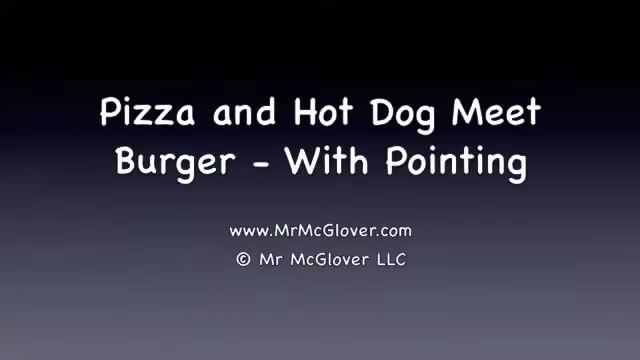 Pizza and Hot Dog Meet
Burger - With Pointing
www.MrMcGlover.com
© Mr McGlover LLC